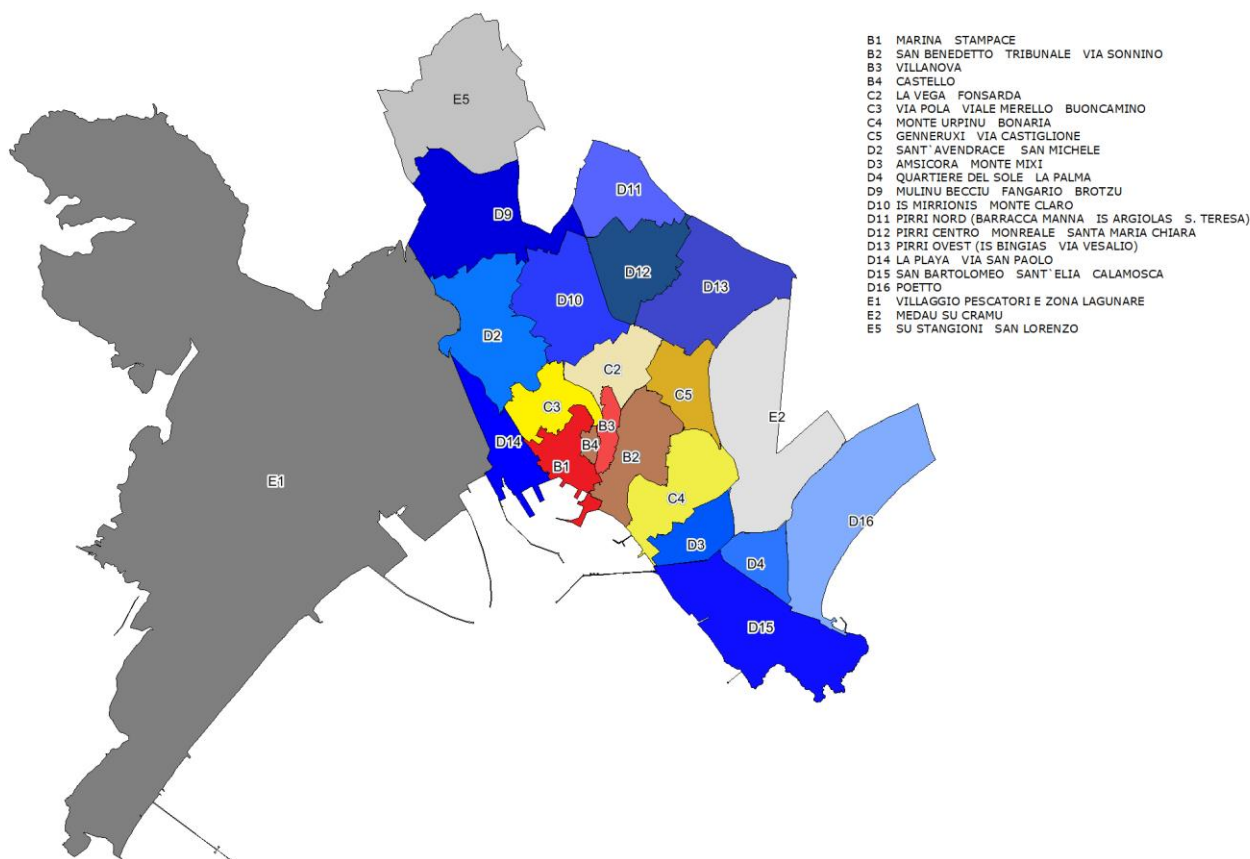 B1 MARINA STAMPACE
B2 SAN BENEDETTO TRIBUNALE VIA SONNINO
B3 VILLANOVA
B4 CASTELLO
C2 LA VEGA FONSARDA
C3 VIA POLA VIALE MERELLO BUONCAMINO
C4 MONTE URPINU BONARIA
C5 GENNERUXI VIA CASTIGLIONE
D2 SANT`AVENDRACE SAN MICHELE
D3 AMSICORA MONTE MIXI
D4 QUARTIERE DEL SOLE LA PALMA
D9 MULINU BECCIU FANGARIO BROTZU
D10 IS MIRRIONIS MONTE CLARO
D11 PIRRI NORD (BARRACCA MANNA IS ARGIOLAS S. TERESA)
D12 PIRRI CENTRO MONREALE SANTA MARIA CHIARA
D13 PIRRI OVEST (IS BINGIAS VIA VESALIO)
D14 LA PLAYA VIA SAN PAOLO
D15 SAN BARTOLOMEO SANT`ELIA CALAMOSCA
D16 POETTO
E1 VILLAGGIO PESCATORI E ZONA LAGUNARE
E2 MEDAU SU CRAMU
E5 SU STANGIONI SAN LORENZO
E5
D11
D9
D12
D13
D10
D2
C2
C5
C3
E2
B3
D14
B4
B2
B1
E1
C4
D16
D3
D4
D15